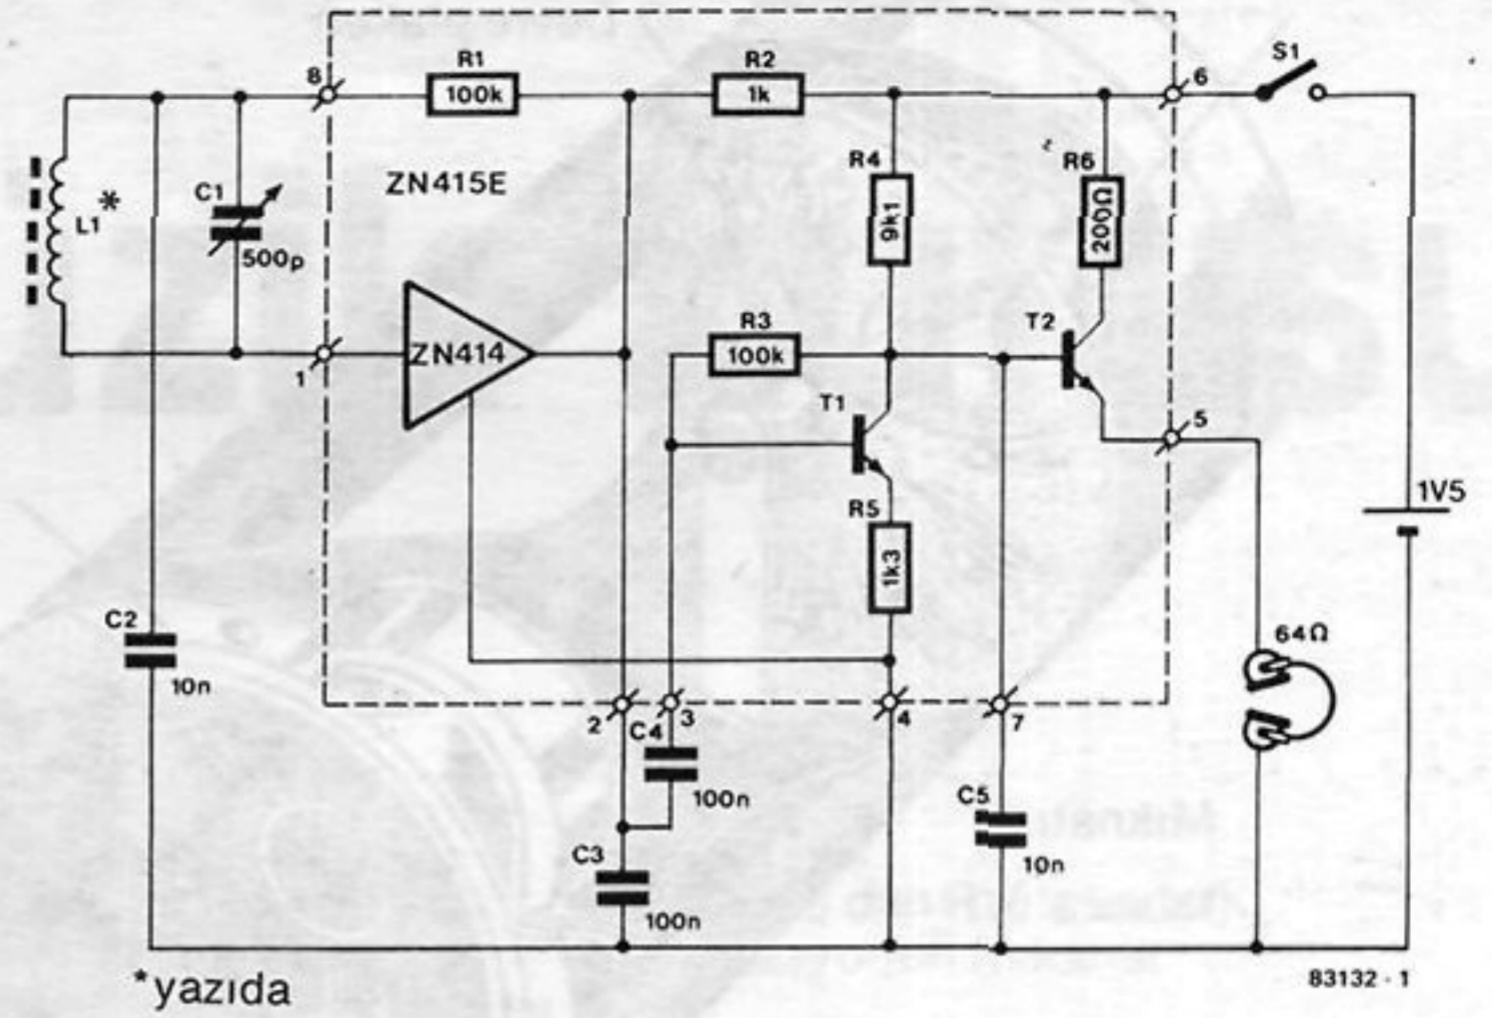 R1
100k
R2
1k
8
6
S1
ZN415E
L1*
C1
500p
R4
9k1
R6
200Ω
ZN414
1
R3
100k
T1
T2
5
R5
1k3
1V5
C2
10n
64Ω
2
3
4
7
C4
100n
C3
100n
C5
10n
*yazıda
83132 - 1